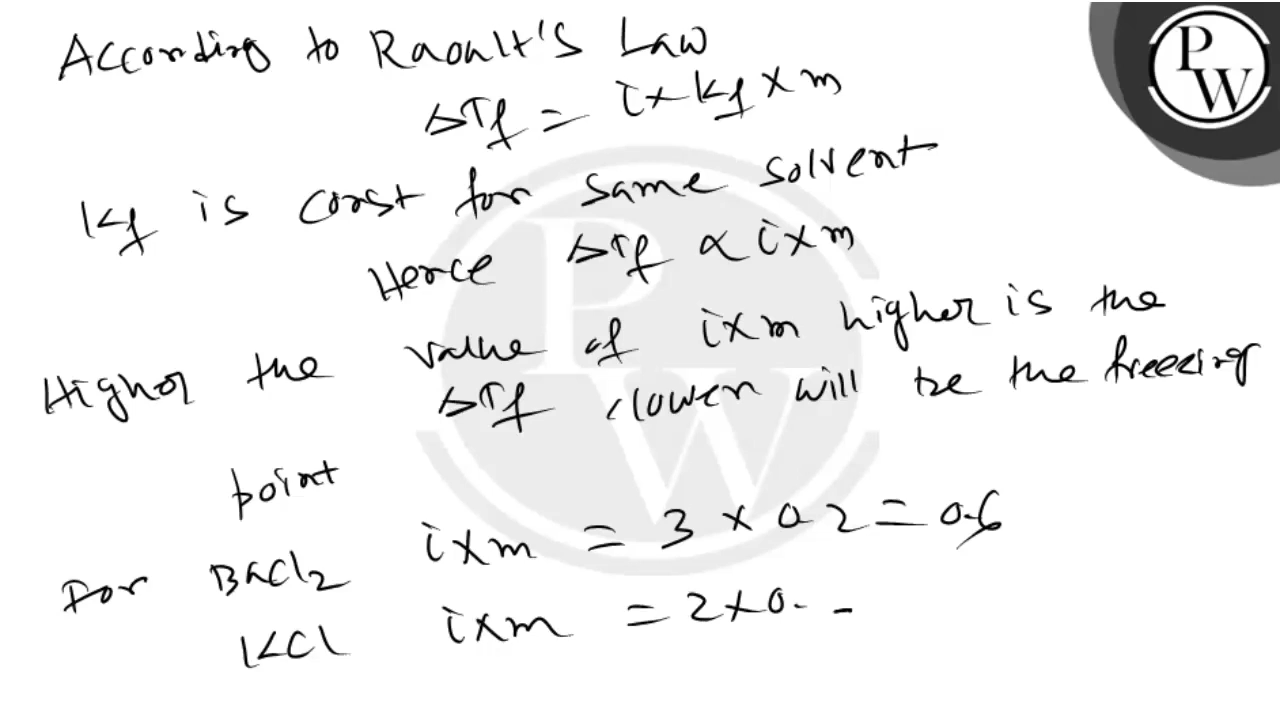 According to Raoult's Law
ΔTf = i x kf x m
Kf is const for same solvent
Hence ΔTf ∝ i x m
Higher the value of i x m higher is the
ΔTf lower will be the freezing
point
For BaCl2 i x m = 3 x 0.2 = 0.6
KCl i x m = 2 x 0.
PW